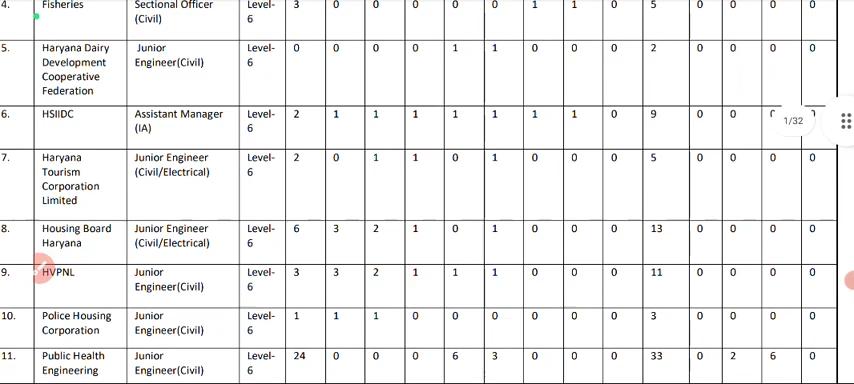 4. Fisheries Sectional Officer (Civil) Level-6 3 0 0 0 0 0 1 1 0 5 0 0 0 0
5. Haryana Dairy Development Cooperative Federation Junior Engineer(Civil) Level-6 0 0 0 0 1 1 0 0 0 2 0 0 0 0
6. HSIIDC Assistant Manager (IA) Level-6 2 1 1 1 1 1 1 1 0 9 0 0 0 0
1/32
7. Haryana Tourism Corporation Limited Junior Engineer (Civil/Electrical) Level-6 2 0 1 1 0 1 0 0 0 5 0 0 0 0
8. Housing Board Haryana Junior Engineer (Civil/Electrical) Level-6 6 3 2 1 0 1 0 0 0 13 0 0 0 0
9. HVPNL Junior Engineer(Civil) Level-6 3 3 2 1 1 1 0 0 0 11 0 0 0 0
10. Police Housing Corporation Junior Engineer(Civil) Level-6 1 1 1 0 0 0 0 0 0 3 0 0 0 0
11. Public Health Engineering Junior Engineer(Civil) Level-6 24 0 0 0 6 3 0 0 0 33 0 2 6 0